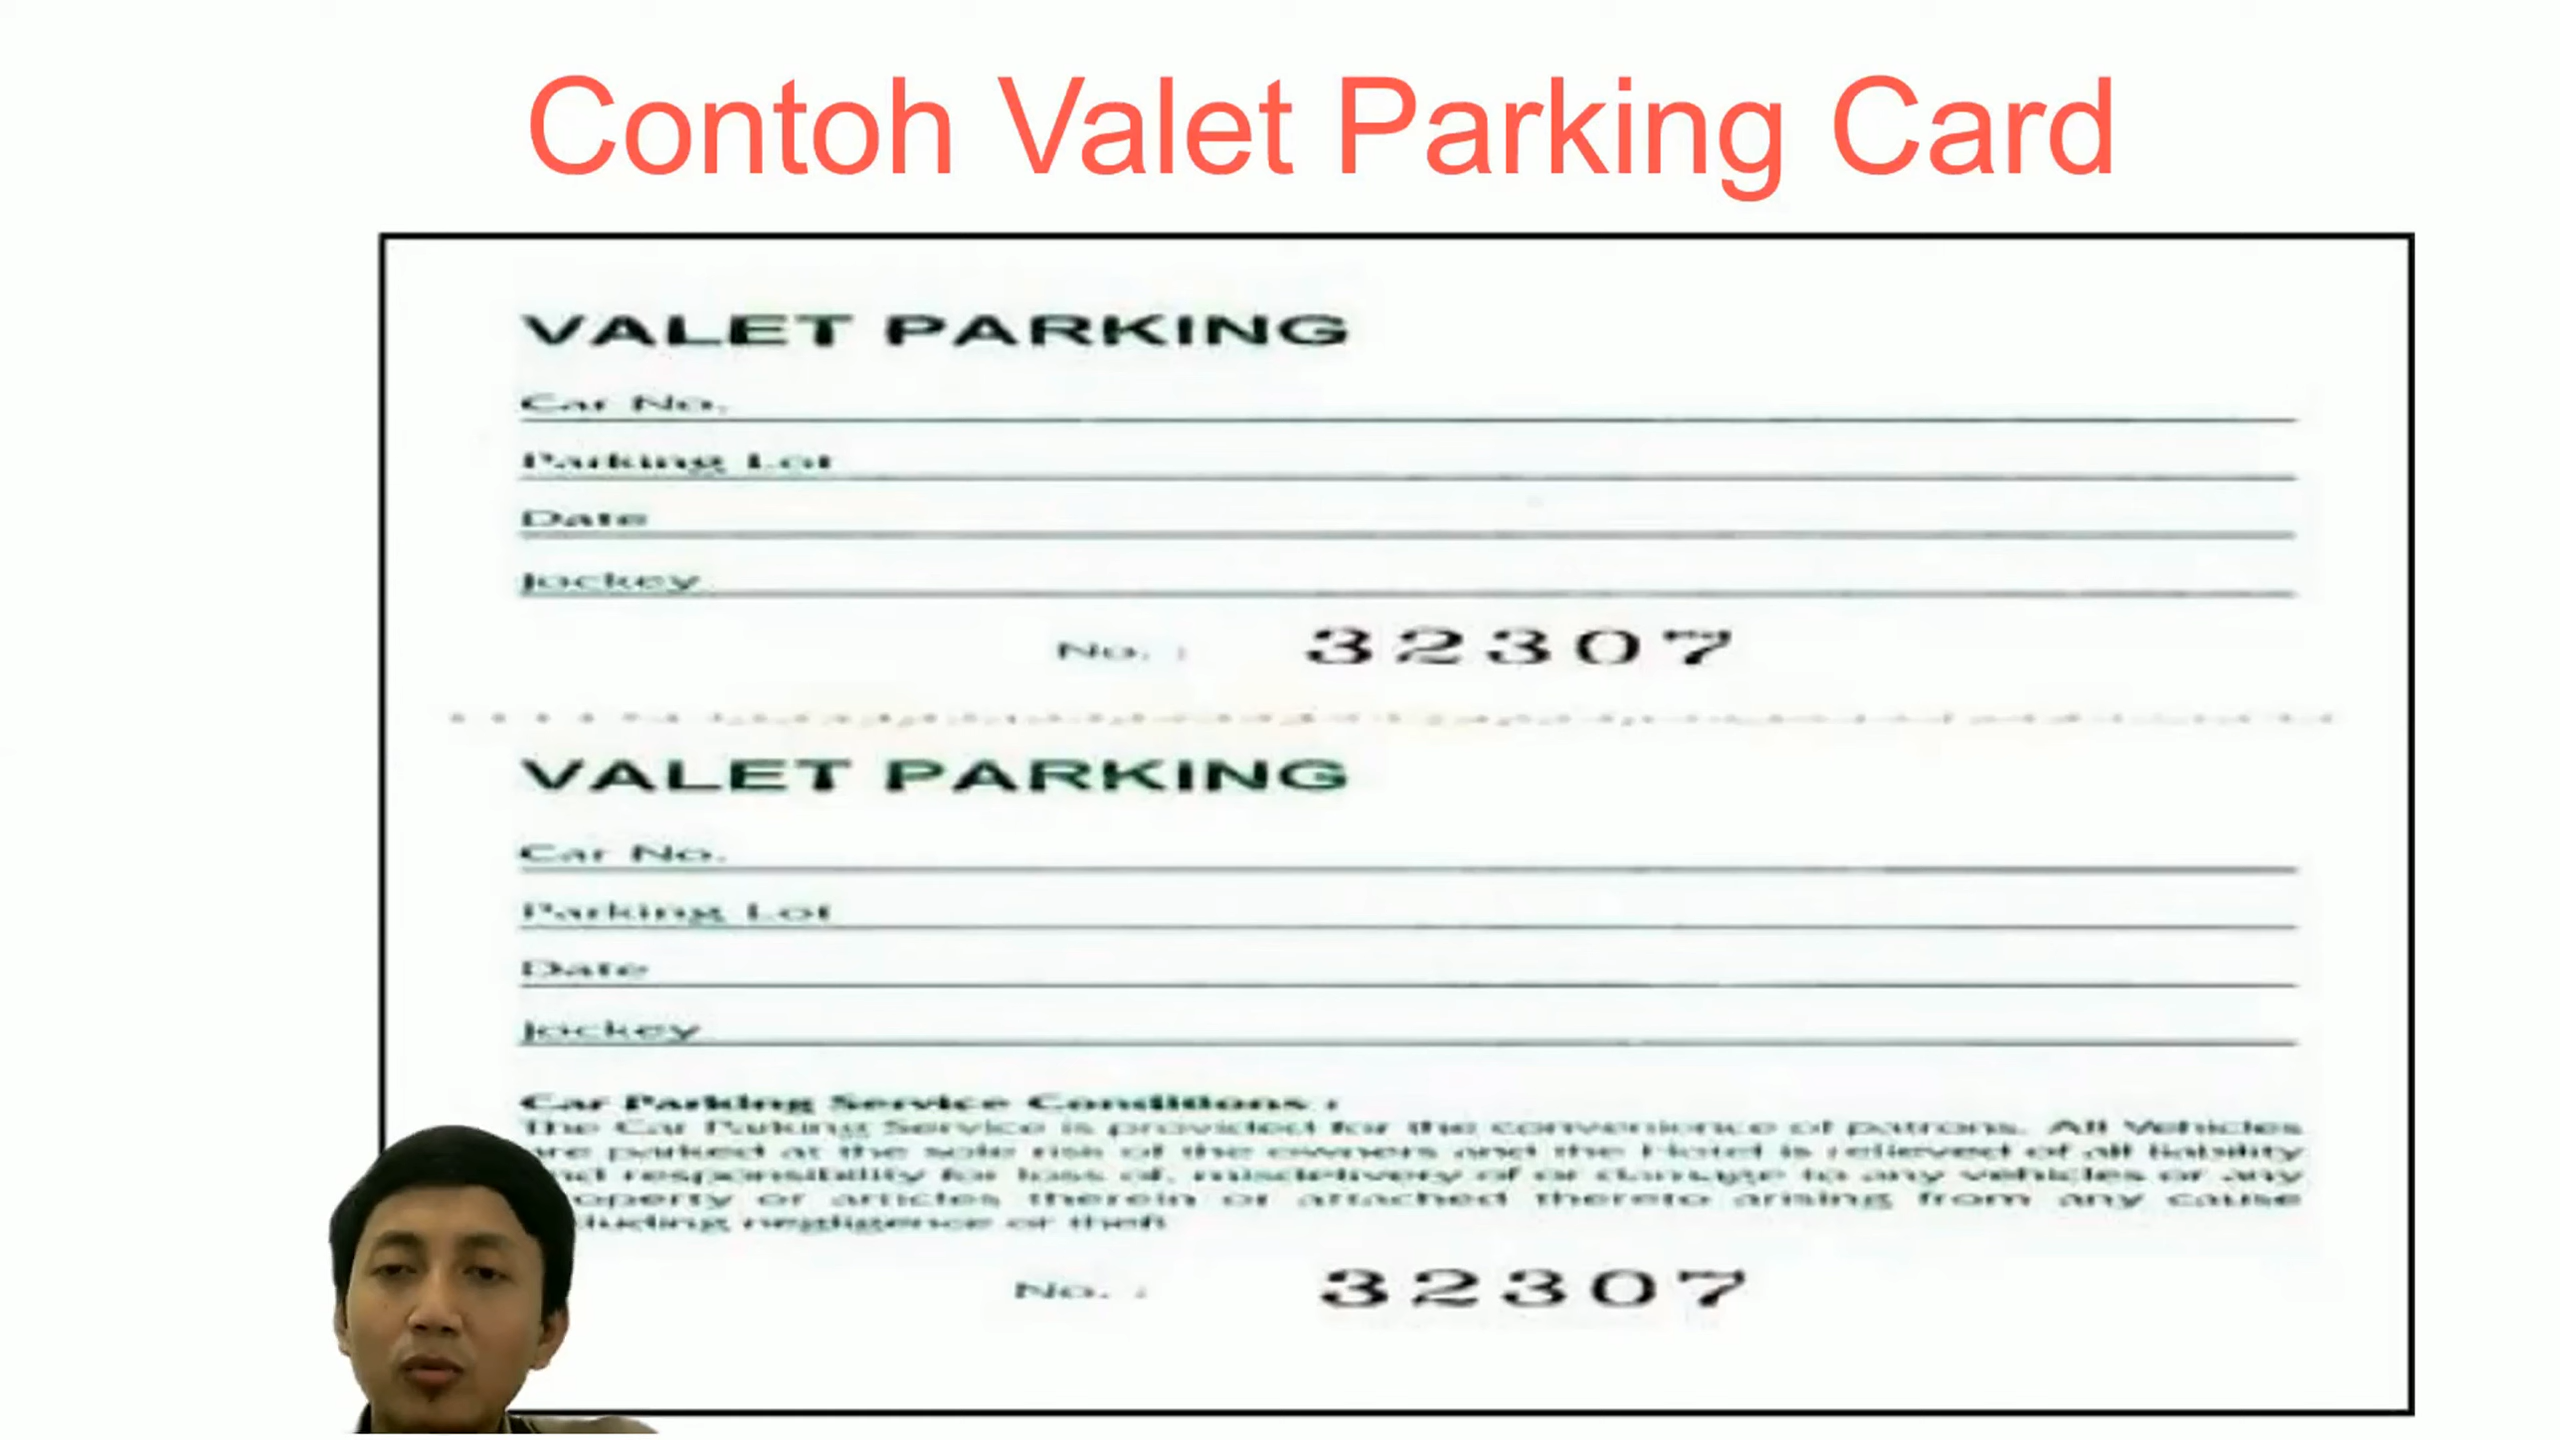 Contoh Valet Parking Card
VALET PARKING
Car No.
Parking Lot
Date
Jockey
No. : 32307
VALET PARKING
Car No.
Parking Lot
Date
Jockey
Car Parking Service Conditions :
The Car Parking Service is provided for the convenience of patrons. All Vehicles
are parked at the sole risk of the owners and the Hotel is relieved of all liability
responsibility for loss of, misdelivery of or damage to any vehicles or any
or articles therein or attached thereto arising from any cause
negligence or theft
No. : 32307